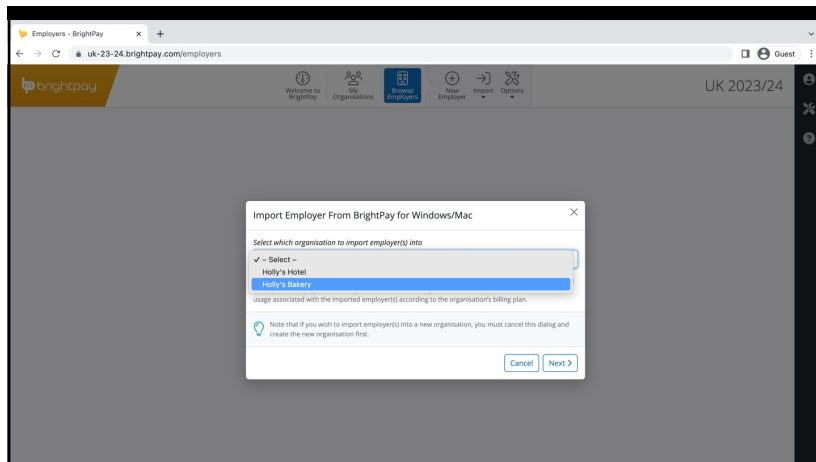 Employers - BrightPay
uk-23-24.brightpay.com/employers
Guest
brightpay
Welcome to
BrightPay
My
Organisations
Browse
Employers
New
Employer
Import
Options
UK 2023/24
Import Employer From BrightPay for Windows/Mac
Select which organisation to import employer(s) into
✓ – Select –
Holly's Hotel
Holly's Bakery
usage associated with the imported employer(s) according to the organisation's billing plan.
Note that if you wish to import employer(s) into a new organisation, you must cancel this dialog and
create the new organisation first.
Cancel
Next >